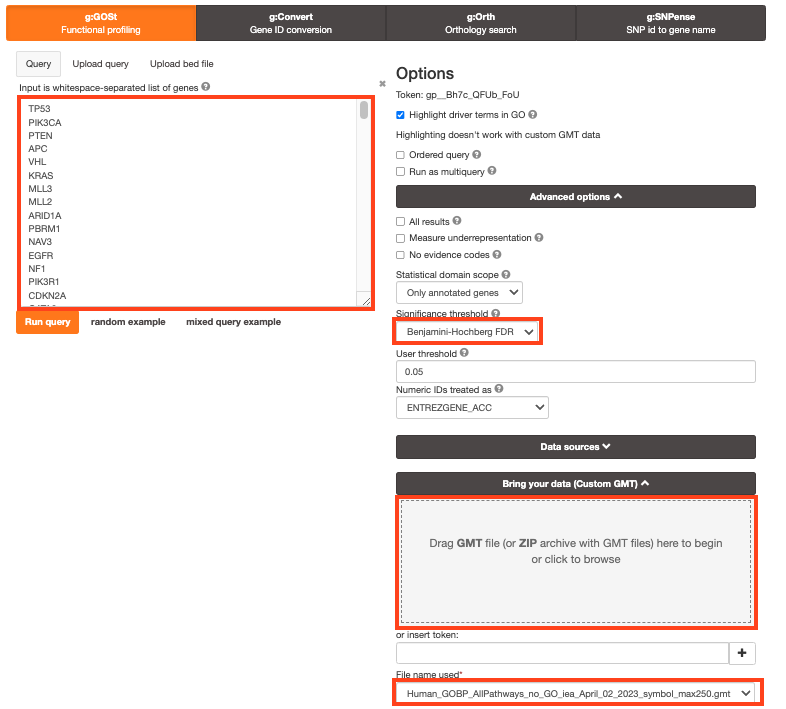 g:GOSt
Functional profiling
g:Convert
Gene ID conversion
g:Orth
Orthology search
g:SNPense
SNP id to gene name
Query
Upload query
Upload bed file
Input is whitespace-separated list of genes ?
TP53
PIK3CA
PTEN
APC
VHL
KRAS
MLL3
MLL2
ARID1A
PBRM1
NAV3
EGFR
NF1
PIK3R1
CDKN2A
Run query
random example
mixed query example
Options
Token: gp__Bh7c_QFUb_FoU
Highlight driver terms in GO ?
Highlighting doesn't work with custom GMT data
Ordered query ?
Run as multiquery ?
Advanced options
All results ?
Measure underrepresentation ?
No evidence codes ?
Statistical domain scope ?
Only annotated genes
Significance threshold ?
Benjamini-Hochberg FDR
User threshold ?
0.05
Numeric IDs treated as ?
ENTREZGENE_ACC
Data sources
Bring your data (Custom GMT)
Drag GMT file (or ZIP archive with GMT files) here to begin
or click to browse
or insert token:
+
File name used*
Human_GOBP_AllPathways_no_GO_iea_April_02_2023_symbol_max250.gmt